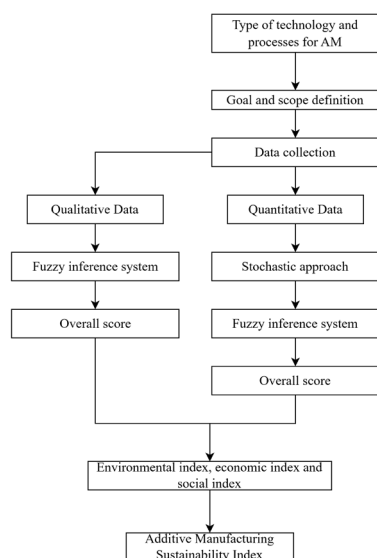 Type of technology and
processes for AM
Goal and scope definition
Data collection
Qualitative Data
Quantitative Data
Fuzzy inference system
Stochastic approach
Overall score
Fuzzy inference system
Overall score
Environmental index, economic index and
social index
Additive Manufacturing
Sustainability Index